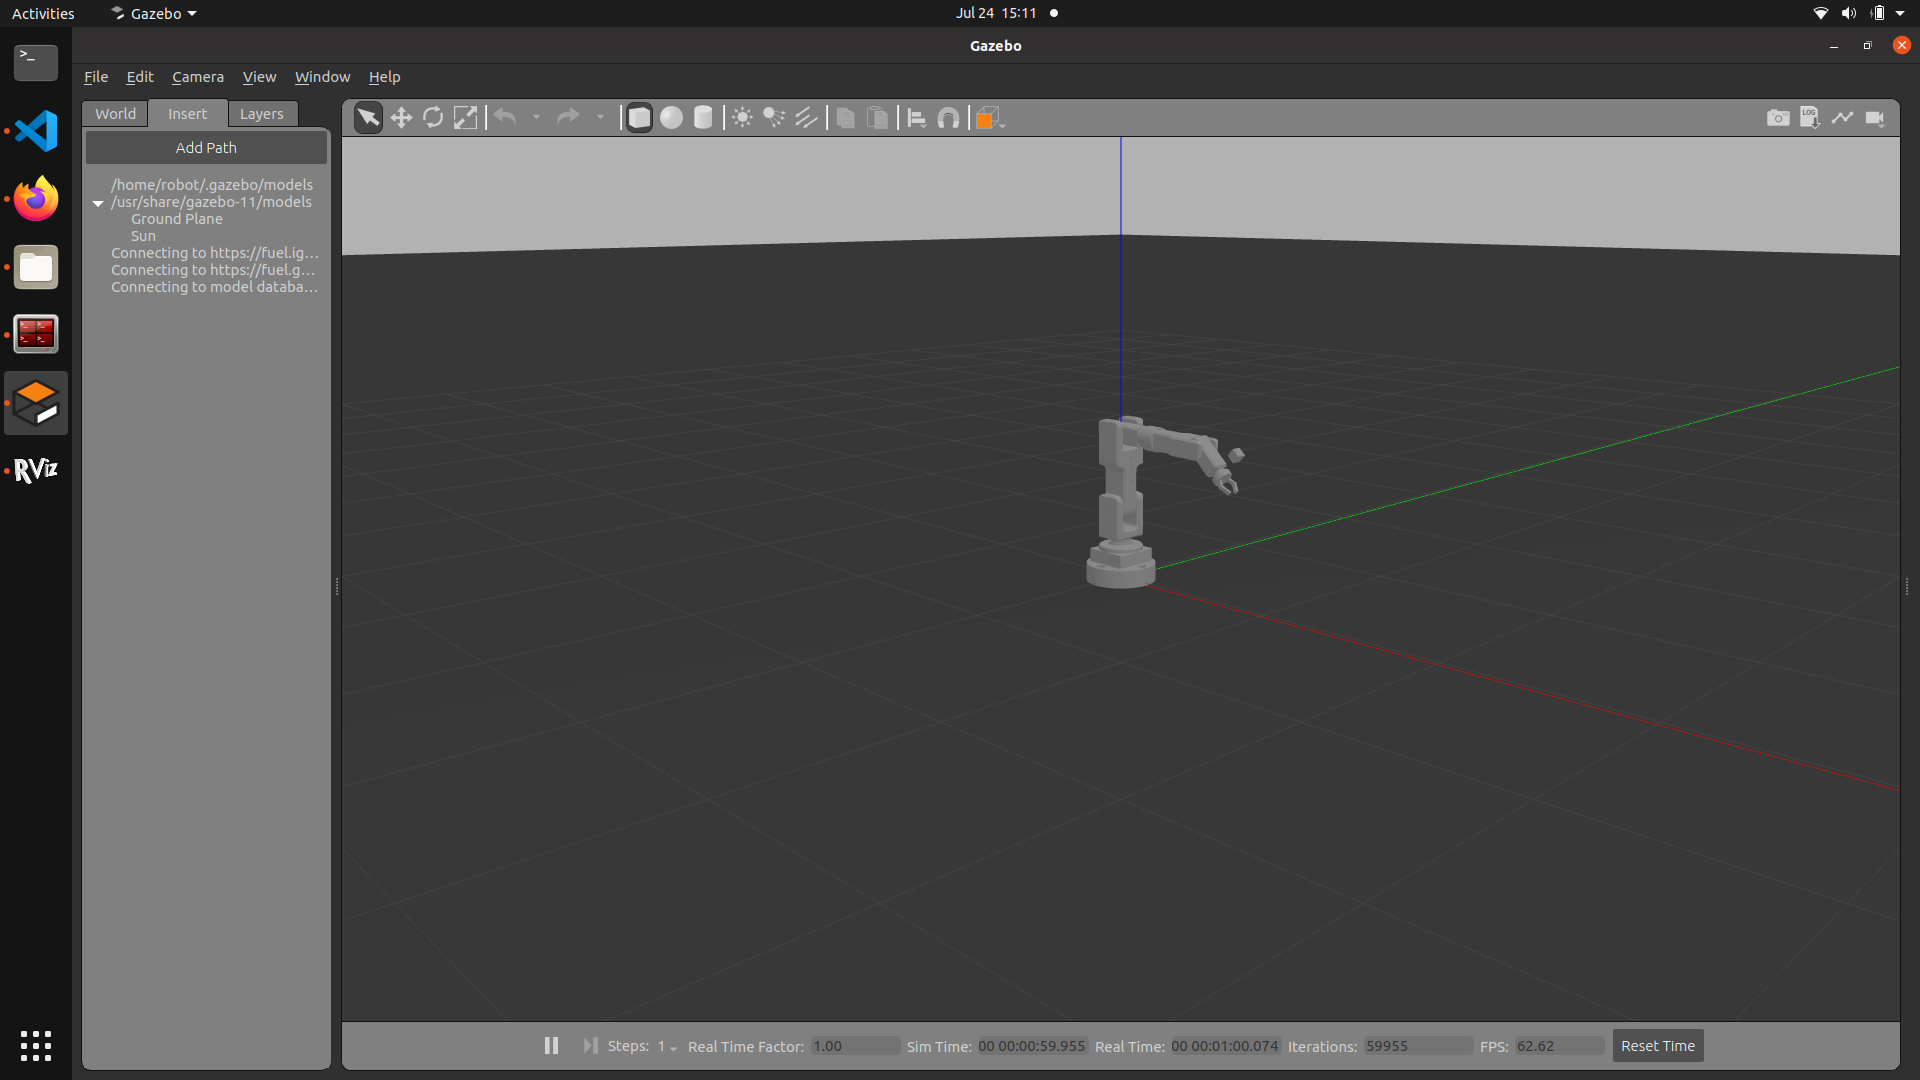 Activities Gazebo Jul 24 15:11
Gazebo
File Edit Camera View Window Help
World Insert Layers
LOG
Add Path
/home/robot/.gazebo/models
/usr/share/gazebo-11/models
Ground Plane
Sun
Connecting to https://fuel.ig...
Connecting to https://fuel.g...
Connecting to model databa...
RViz
Steps: 1 Real Time Factor: 1.00 Sim Time: 00 00:00:59.955 Real Time: 00 00:01:00.074 Iterations: 59955 FPS: 62.62 Reset Time